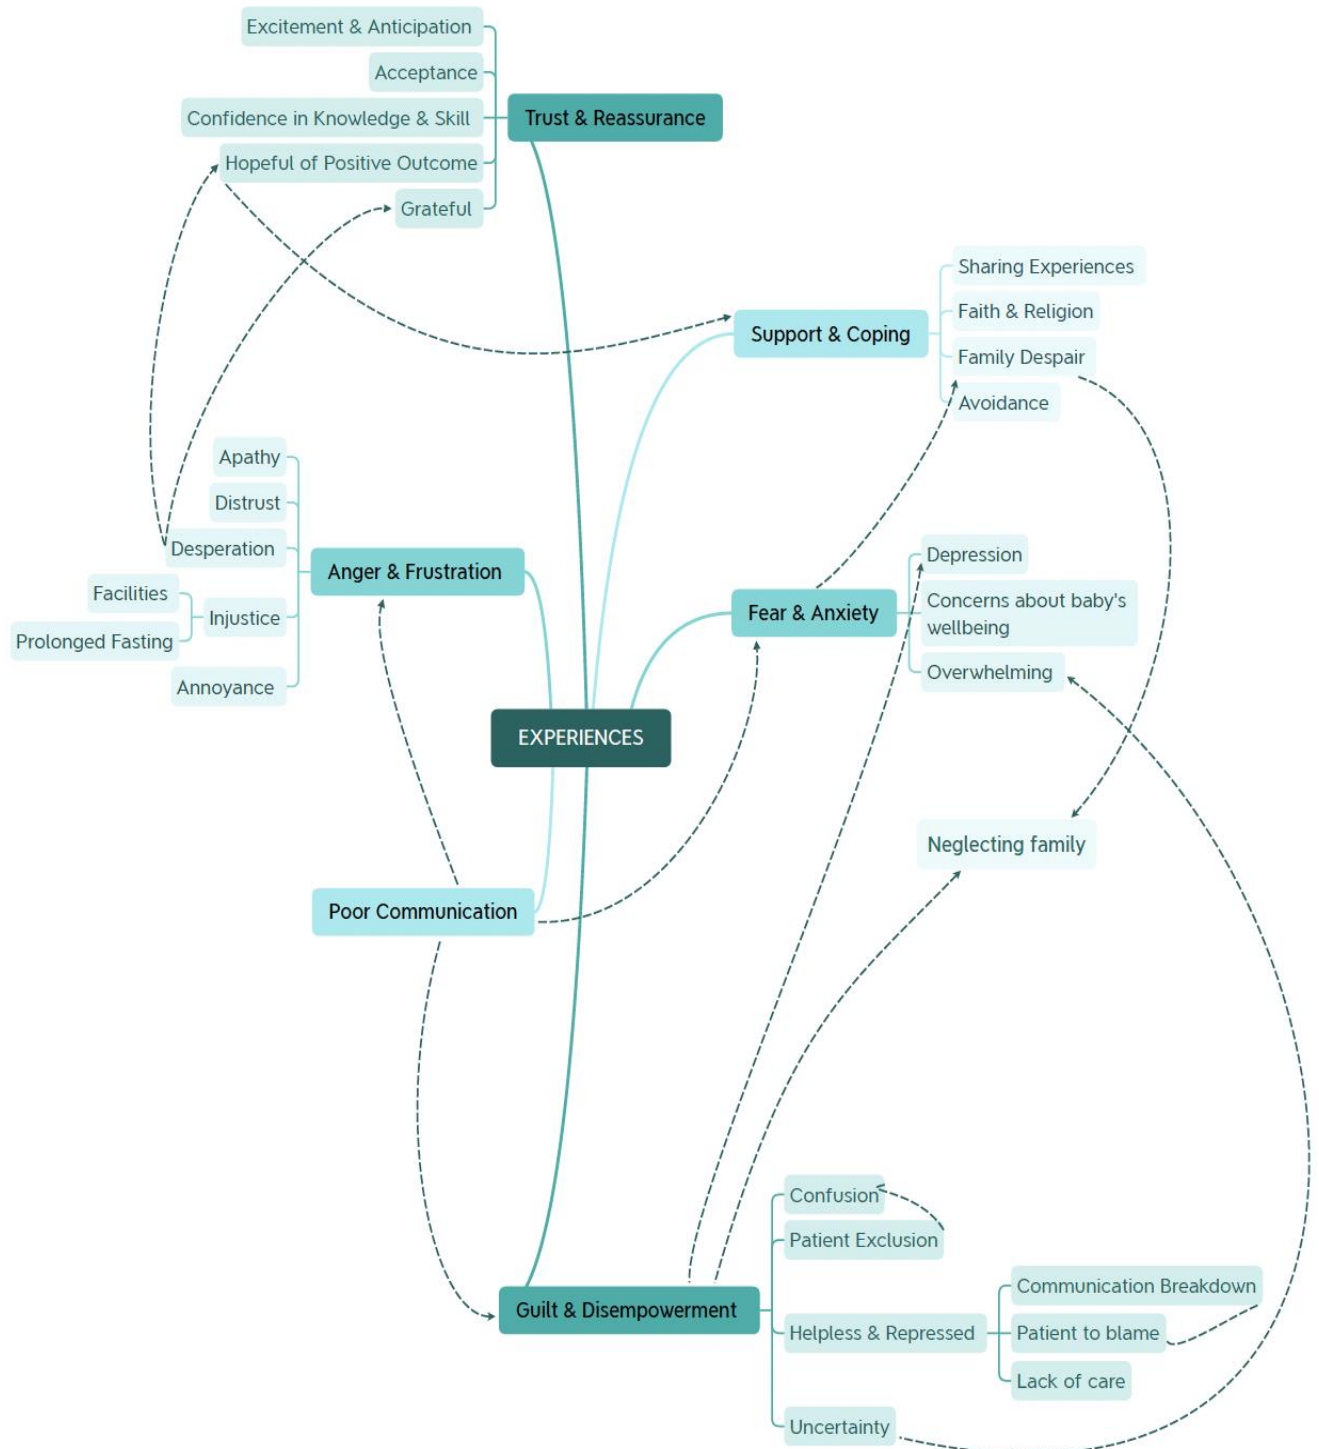 Excitement & Anticipation
Acceptance
Confidence in Knowledge & Skill
Hopeful of Positive Outcome
Grateful
Trust & Reassurance
Support & Coping
Sharing Experiences
Faith & Religion
Family Despair
Avoidance
Apathy
Distrust
Desperation
Injustice
Facilities
Prolonged Fasting
Annoyance
Anger & Frustration
Fear & Anxiety
Depression
Concerns about baby's
wellbeing
Overwhelming
EXPERIENCES
Neglecting family
Poor Communication
Guilt & Disempowerment
Confusion
Patient Exclusion
Helpless & Repressed
Communication Breakdown
Patient to blame
Lack of care
Uncertainty